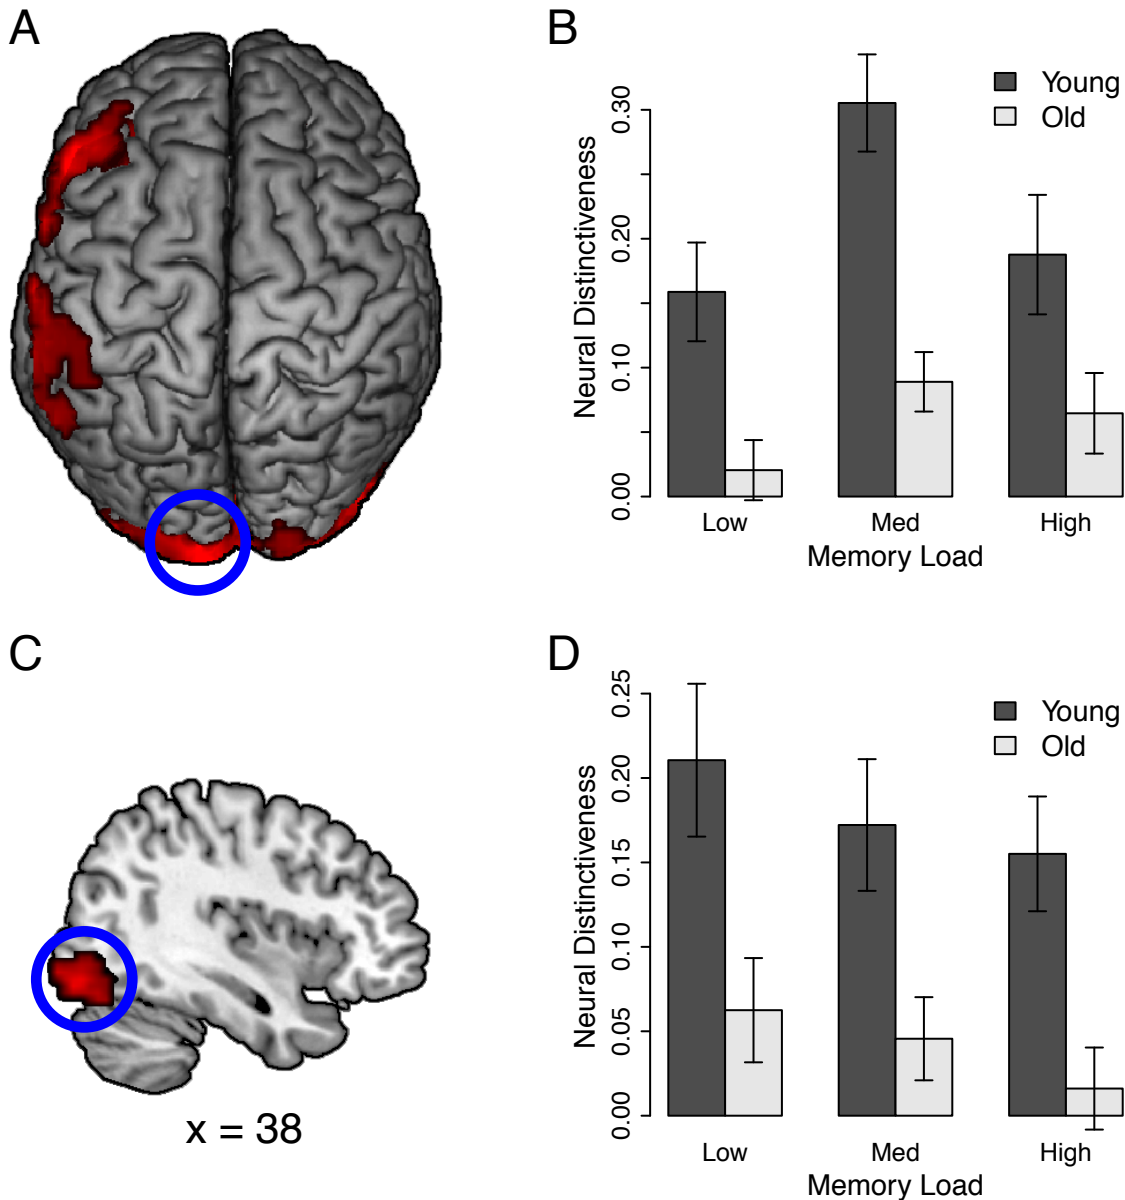 A
B
Young
Old
Neural Distinctiveness
0.00
0.10
0.20
0.30
Low
Med
High
Memory Load
C
x = 38
D
Young
Old
Neural Distinctiveness
0.00
0.05
0.10
0.15
0.20
0.25
Low
Med
High
Memory Load